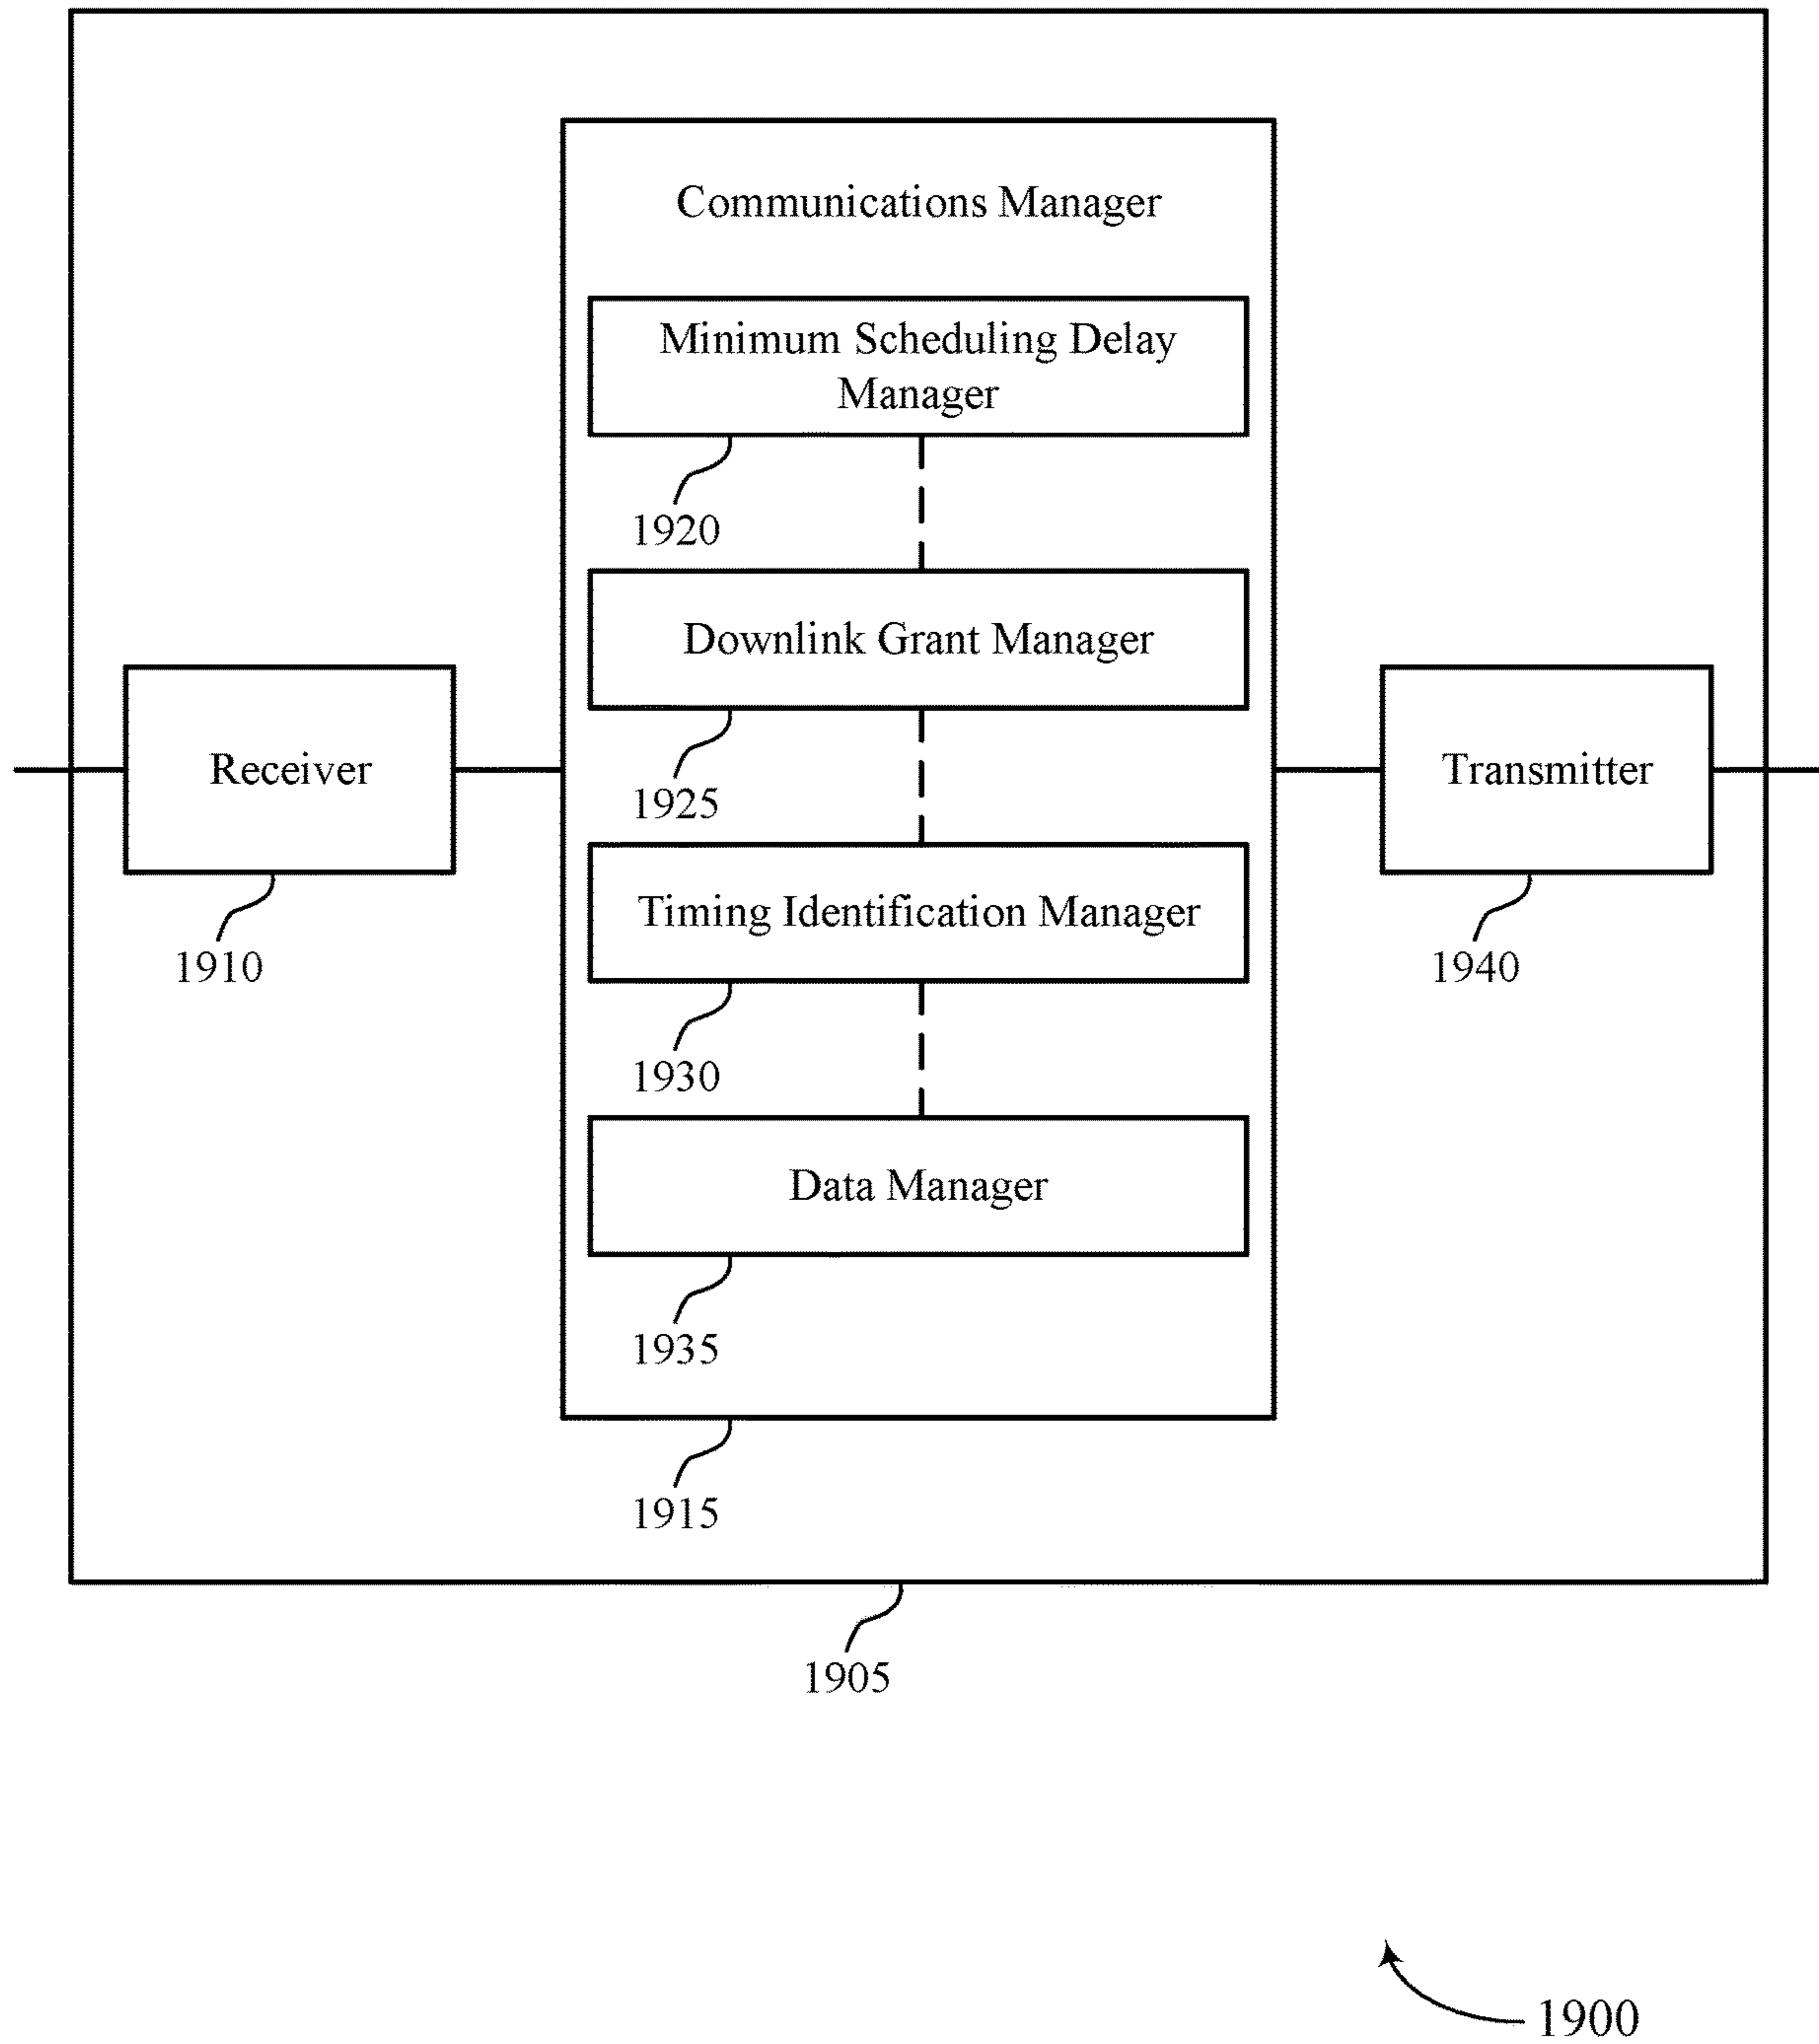 Communications Manager
Minimum Scheduling Delay
Manager
1920
Downlink Grant Manager
1925
Receiver
1910
Timing Identification Manager
1930
Transmitter
1940
Data Manager
1935
1915
1905
1900